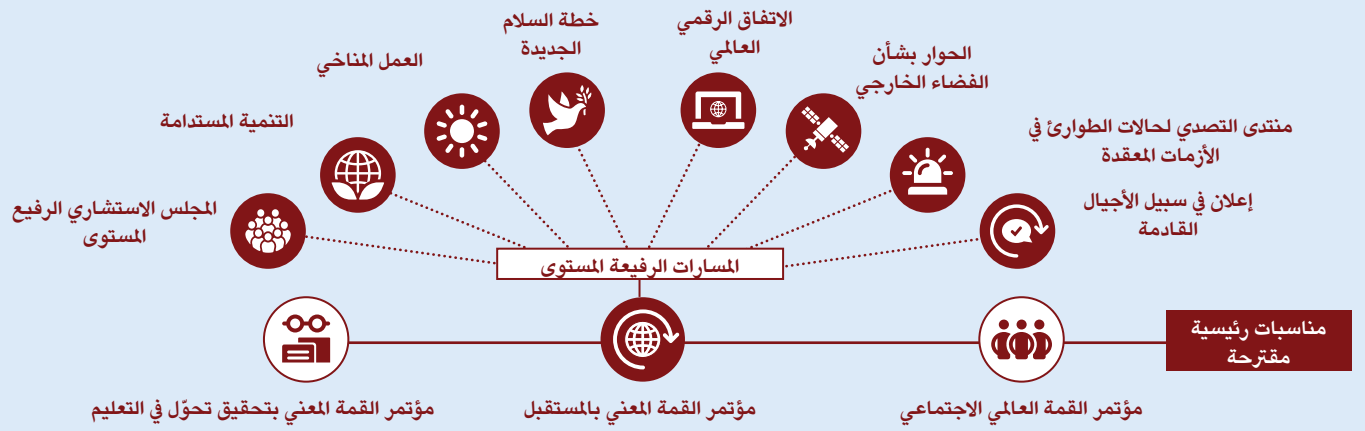 الاتفاق الرقمي
العالمي
خطة السلام
الجديدة
الحوار بشأن
الفضاء الخارجي
العمل المناخي
منتدى التصدي لحالات الطوارئ في
الأزمات المعقدة
التنمية المستدامة
إعلان في سبيل الأجيال
القادمة
المجلس الاستشاري الرفيع
المستوى
المسارات الرفيعة المستوى
مناسبات رئيسية
مقترحة
مؤتمر القمة العالمي الاجتماعي
مؤتمر القمة المعني بالمستقبل
مؤتمر القمة المعني بتحقيق تحوّل في التعليم